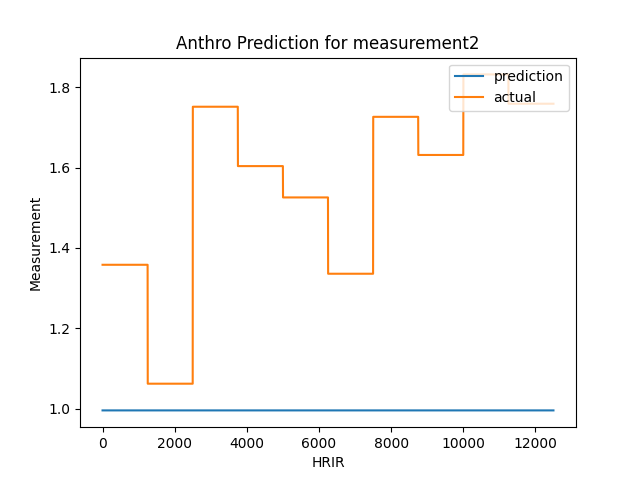 Anthro Prediction for measurement2
prediction
actual
1.8
1.6
1.4
1.2
1.0
Measurement
0 2000 4000 6000 8000 10000 12000
HRIR